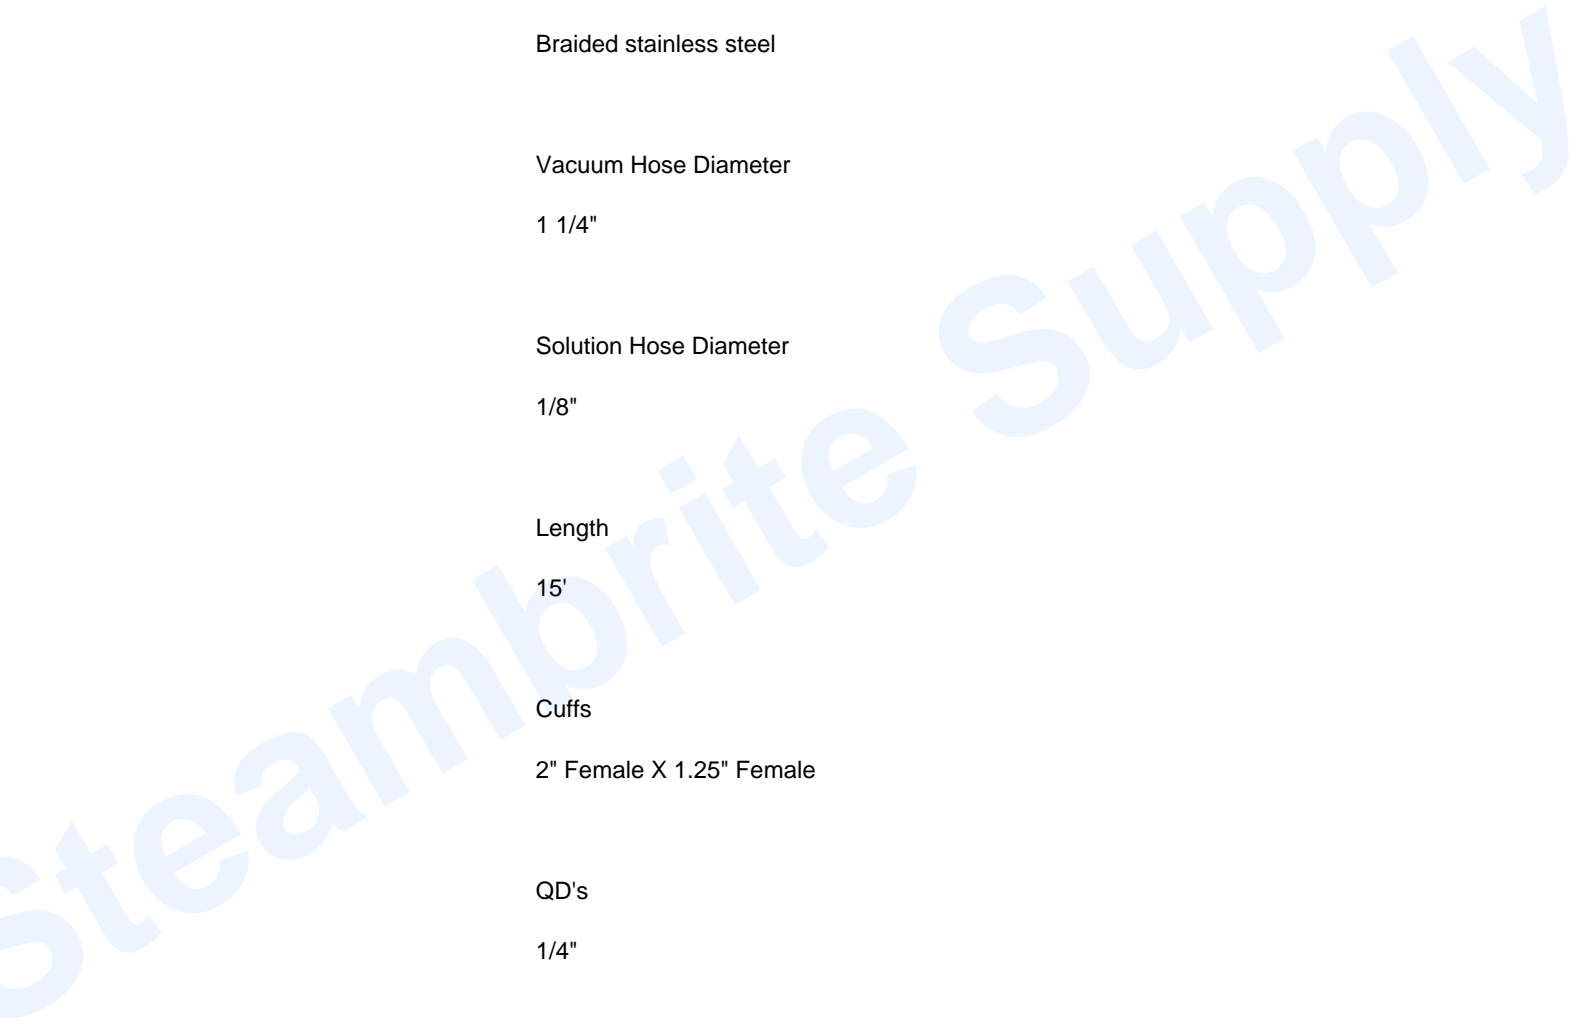 Braided stainless steel
Vacuum Hose Diameter
1 1/4"
Solution Hose Diameter
1/8"
Length
15'
Cuffs
2" Female X 1.25" Female
QD's
1/4"
Steambrite Supply